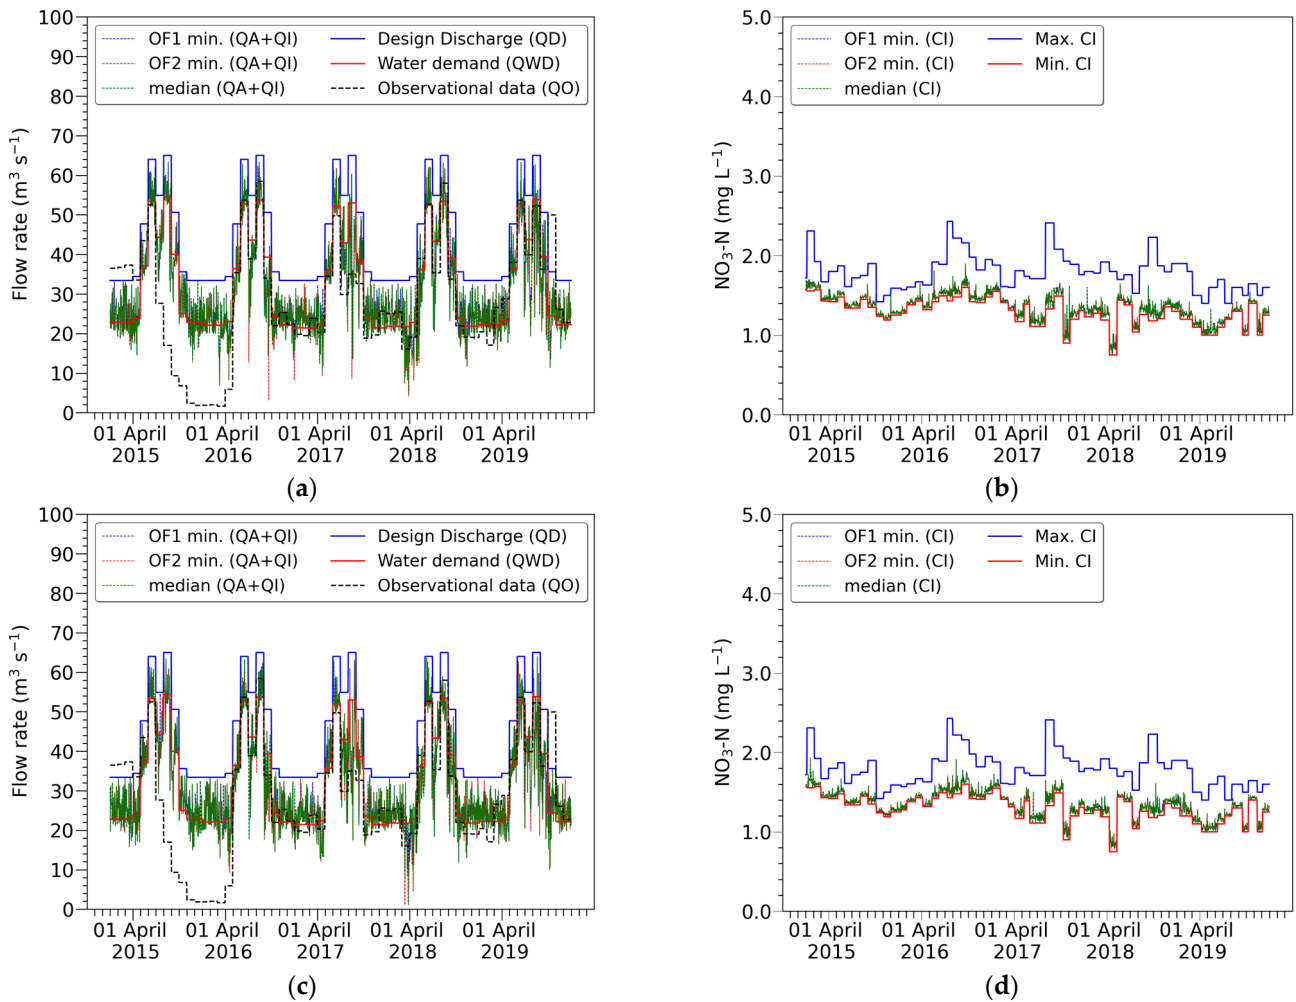 100
90
80
70
60
50
40
30
20
10
0
Flow rate (m³ s⁻¹)
OF1 min. (QA+QI)
OF2 min. (QA+QI)
median (QA+QI)
Design Discharge (QD)
Water demand (QWD)
Observational data (QO)
01 April 2015
01 April 2016
01 April 2017
01 April 2018
01 April 2019
(a)
5.0
4.0
3.0
2.0
1.0
0.0
NO₃-N (mg L⁻¹)
OF1 min. (CI)
OF2 min. (CI)
median (CI)
Max. CI
Min. CI
01 April 2015
01 April 2016
01 April 2017
01 April 2018
01 April 2019
(b)
100
90
80
70
60
50
40
30
20
10
0
Flow rate (m³ s⁻¹)
OF1 min. (QA+QI)
OF2 min. (QA+QI)
median (QA+QI)
Design Discharge (QD)
Water demand (QWD)
Observational data (QO)
01 April 2015
01 April 2016
01 April 2017
01 April 2018
01 April 2019
(c)
5.0
4.0
3.0
2.0
1.0
0.0
NO₃-N (mg L⁻¹)
OF1 min. (CI)
OF2 min. (CI)
median (CI)
Max. CI
Min. CI
01 April 2015
01 April 2016
01 April 2017
01 April 2018
01 April 2019
(d)